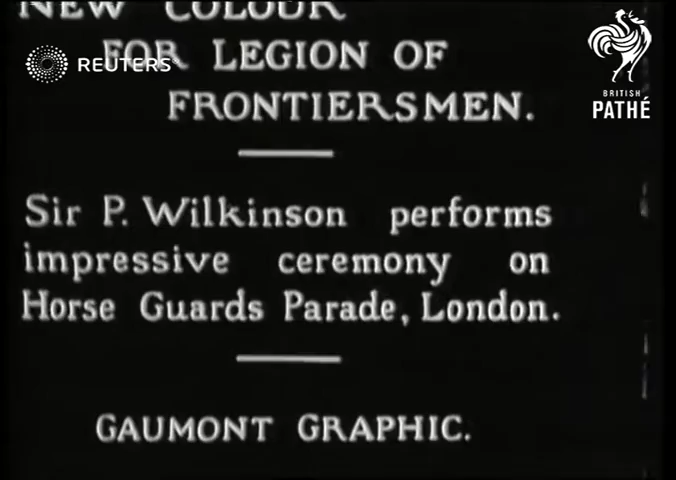 NEW COLOUR
FOR LEGION OF
FRONTIERSMEN.
REUTERS
BRITISH
PATHÉ
Sir P. Wilkinson performs
impressive ceremony on
Horse Guards Parade, London.
GAUMONT GRAPHIC.